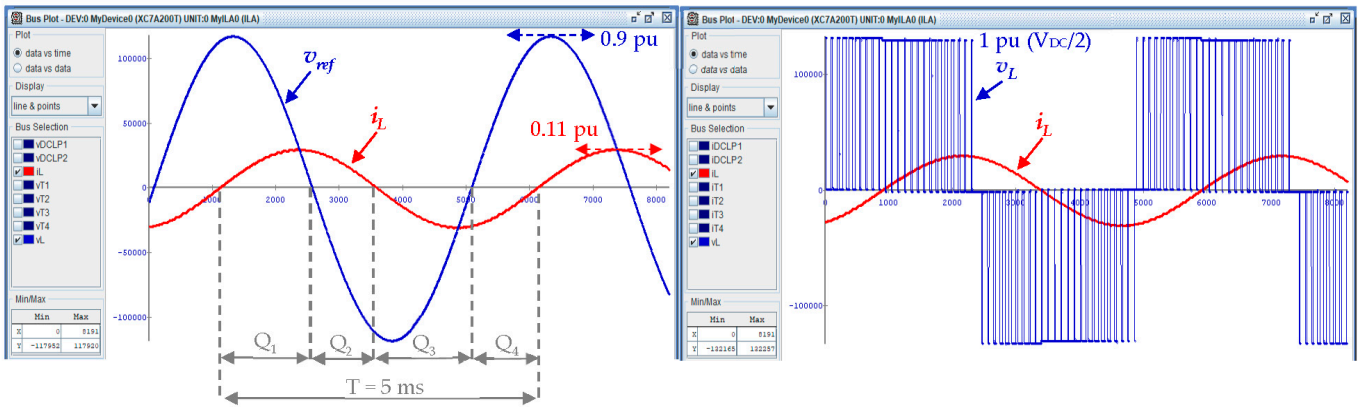 Bus Plot - DEV:0 MyDevice0 (XC7A200T) UNIT:0 MyILA0 (ILA)
Plot
data vs time
data vs data
Display
line & points
Bus Selection
vDCLP1
vDCLP2
iL
vT1
vT2
vT3
vT4
vL
Min/Max
Min Max
X 0 8191
Y -117952 117920
100000
50000
0
-50000
-100000
0 1000 2000 3000 4000 5000 6000 7000 8000
vref
iL
0.9 pu
0.11 pu
Q1 Q2 Q3 Q4
T = 5 ms
Bus Plot - DEV:0 MyDevice0 (XC7A200T) UNIT:0 MyILA0 (ILA)
Plot
data vs time
data vs data
Display
line & points
Bus Selection
iDCLP1
iDCLP2
iL
iT1
iT2
iT3
iT4
vL
Min/Max
Min Max
X 0 8191
Y -132165 132257
100000
0
-100000
0 1000 2000 3000 4000 5000 6000 7000 8200
1 pu (VDC/2)
vL
iL